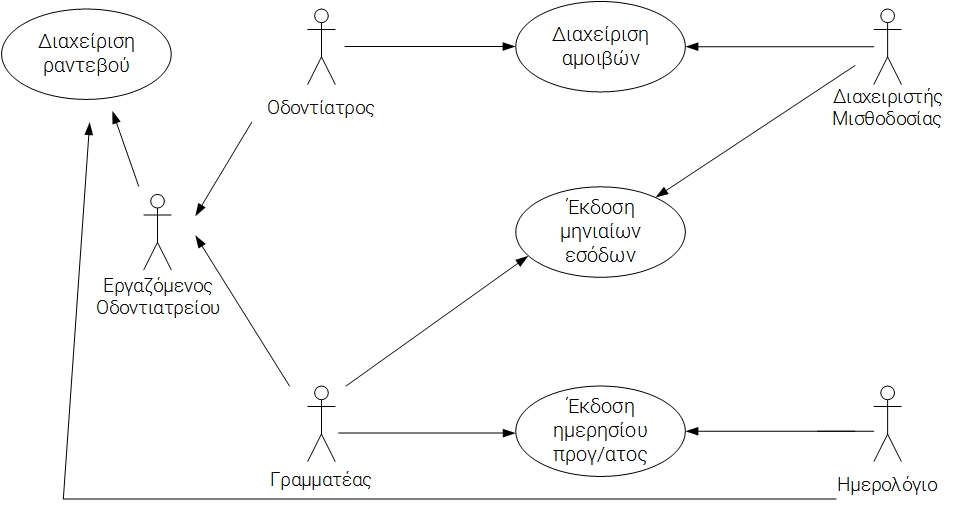 Διαχείριση
ραντεβού
Οδοντίατρος
Διαχείριση
αμοιβών
Διαχειριστής
Μισθοδοσίας
Εργαζόμενος
Οδοντιατρείου
Έκδοση
μηνιαίων
εσόδων
Γραμματέας
Έκδοση
ημερησίου
προγ/ατος
Ημερολόγιο